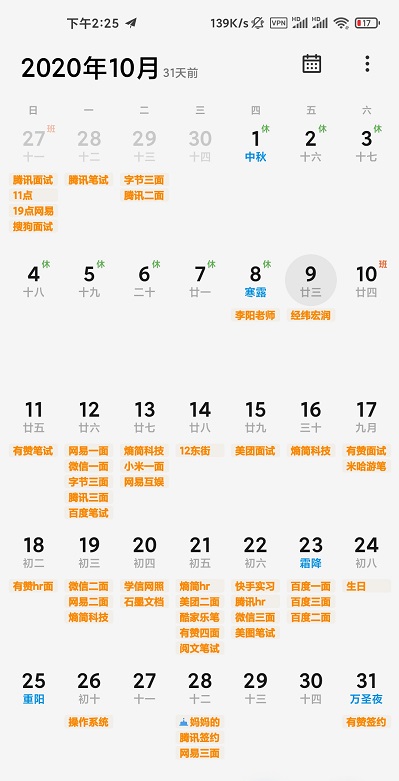 下午2:25 139K/s VPN HD HD 17
2020年10月 31天前
日 一 二 三 四 五 六
27班 28 29 30 1休 2休 3休
十一 十二 十三 十四 中秋 十六 十七
腾讯面试 腾讯笔试 字节三面
11点 腾讯二面
19点网易
搜狗面试
4休 5休 6休 7休 8休 9 10班
十八 十九 二十 廿一 寒露 廿三 廿四
李阳老师 经纬宏润
11 12 13 14 15 16 17
廿五 廿六 廿七 廿八 廿九 三十 九月
有赞笔试 网易一面 熵简科技 12东街 美团面试 熵简科技 有赞面试
微信一面 小米一面 米哈游笔
字节三面 网易互娱
腾讯三面
百度笔试
18 19 20 21 22 23 24
初二 初三 初四 初五 初六 霜降 初八
有赞hr面 微信二面 学信网照 熵简hr 快手实习 百度一面 生日
网易二面 石墨文档 美团二面 腾讯hr 百度三面
熵简科技 酷家乐笔 微信三面 百度二面
有赞四面 美图笔试
阅文笔试
25 26 27 28 29 30 31
重阳 初十 十一 十二 十三 十四 万圣夜
操作系统 妈妈的 有赞签约
腾讯签约
网易三面